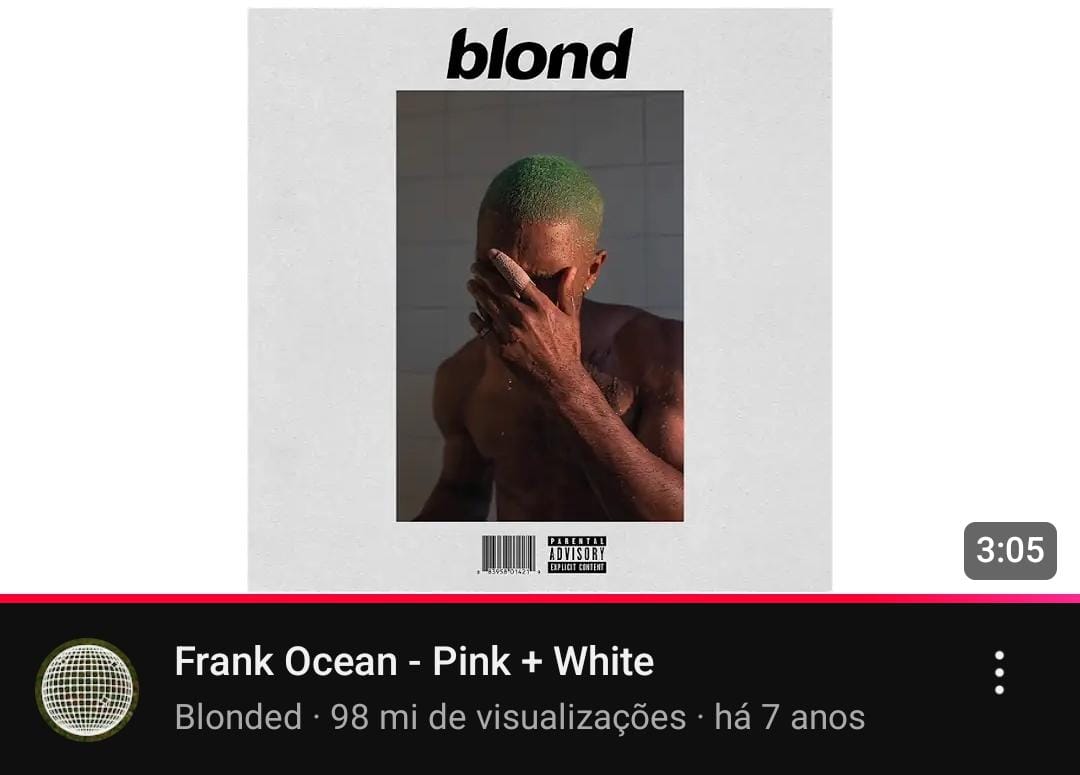 blond
PARENTAL
ADVISORY
EXPLICIT CONTENT
3:05
Frank Ocean - Pink + White
Blonded · 98 mi de visualizações · há 7 anos